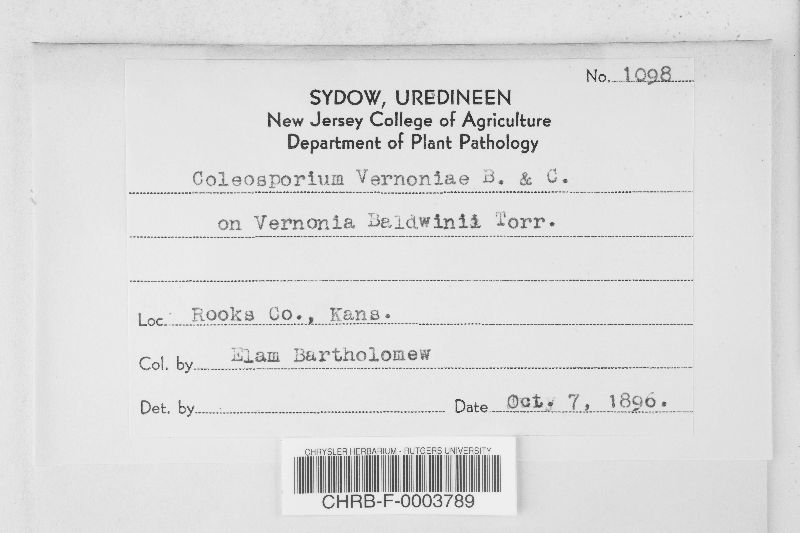 No. 1098
SYDOW, UREDINEEN
New Jersey College of Agriculture
Department of Plant Pathology
Coleosporium Vernoniae B. & C.
on Vernonia Baldwinii Torr.
Loc. Rooks Co., Kans.
Col. by Elam Bartholomew
Det. by Date Oct. 7, 1896.
CHRYSLER HERBARIUM - RUTGERS UNIVERSITY
CHRB-F-0003789